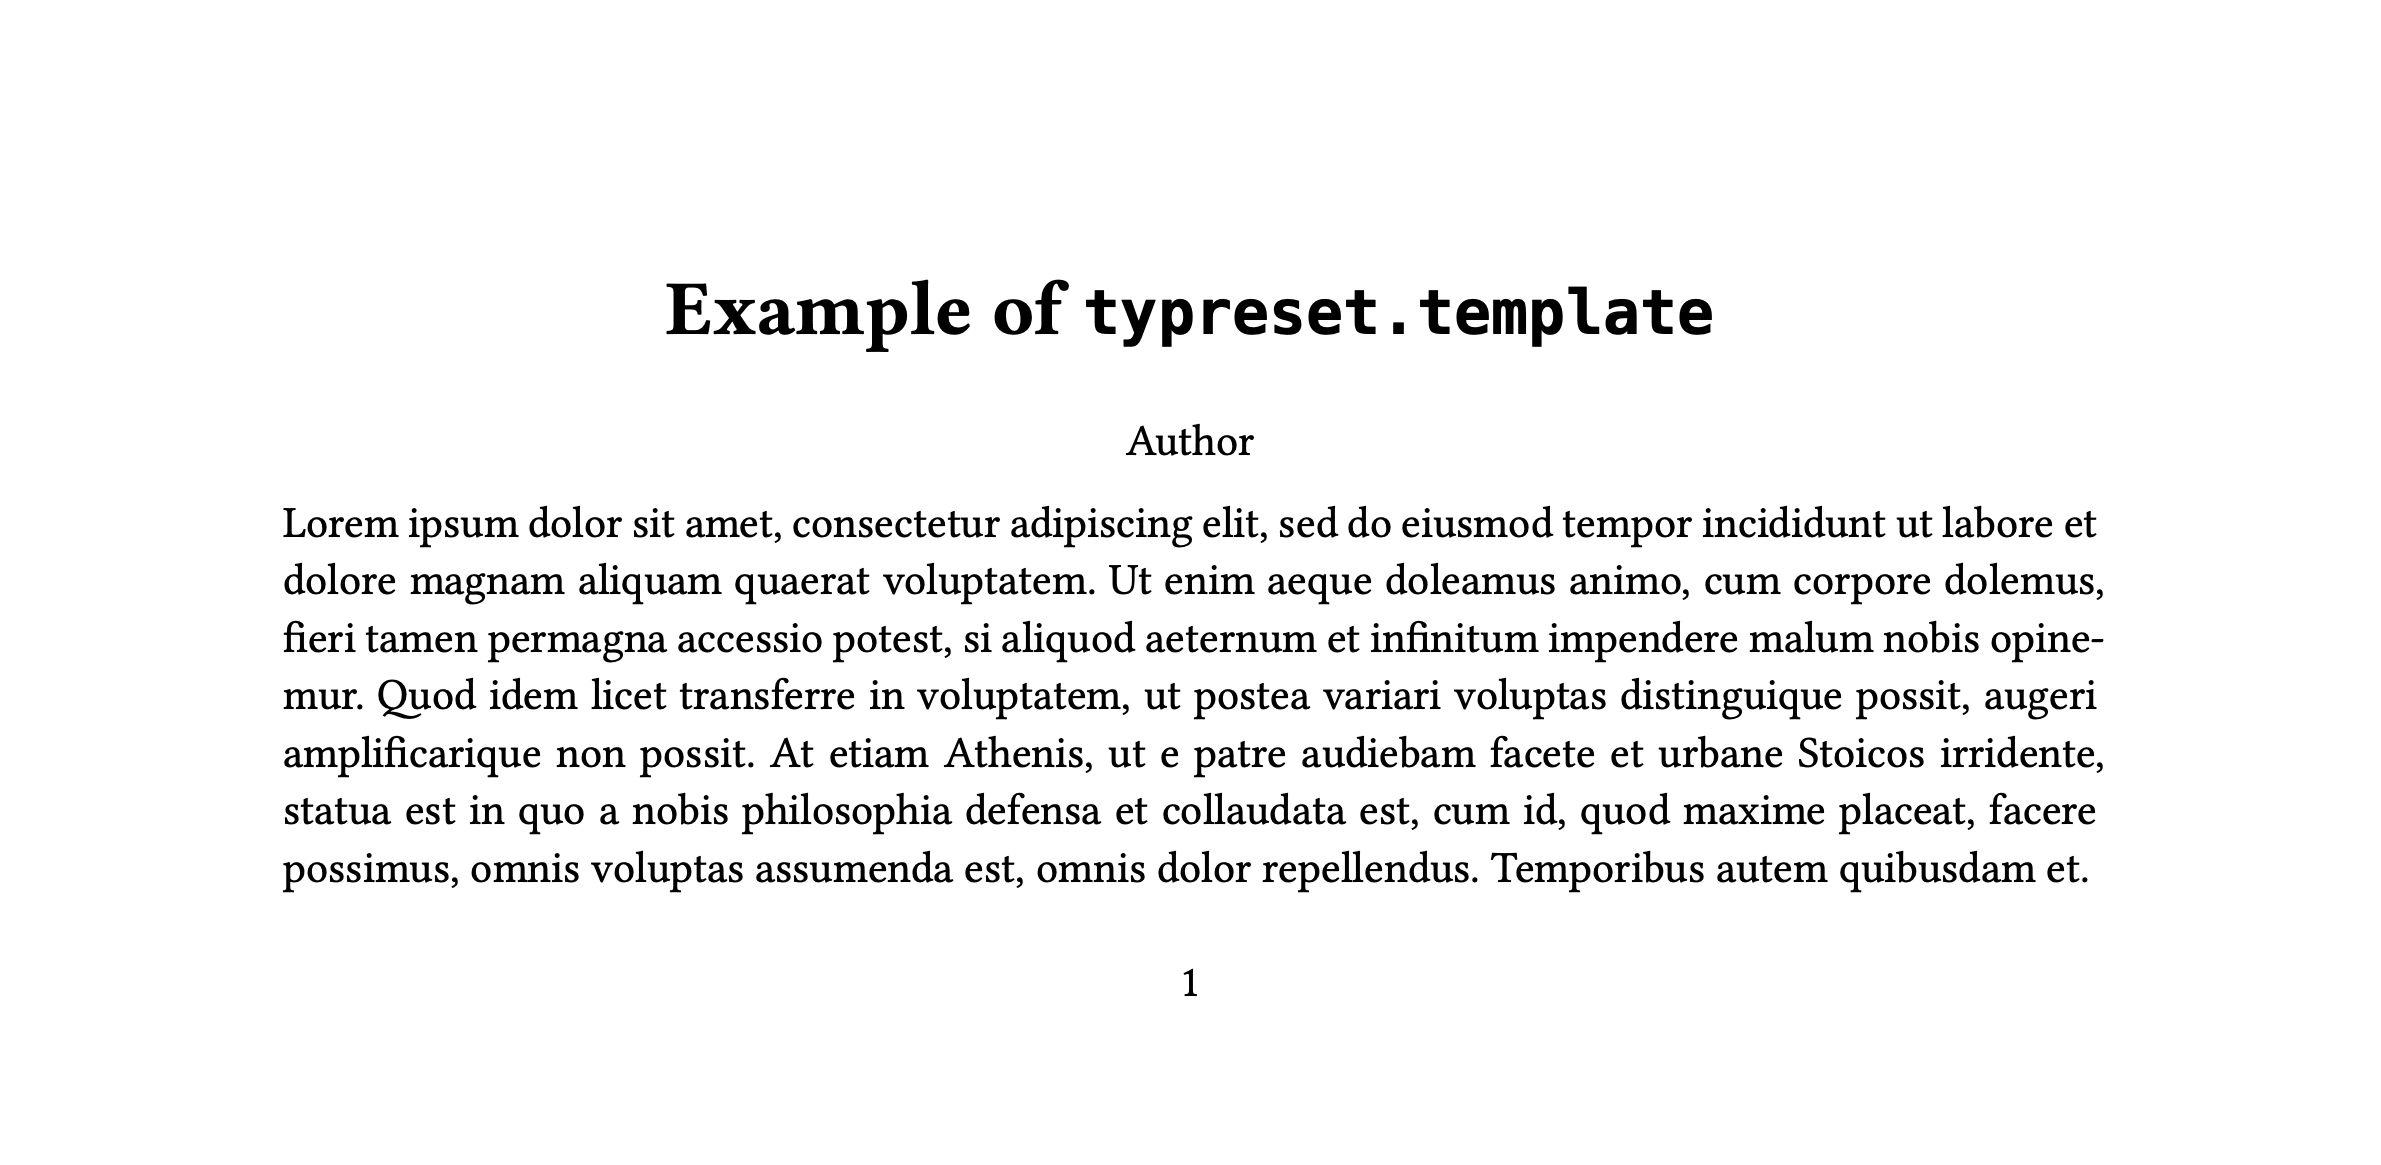 Example of typreset.template
Author
Lorem ipsum dolor sit amet, consectetur adipiscing elit, sed do eiusmod tempor incididunt ut labore et
dolore magnam aliquam quaerat voluptatem. Ut enim aeque doleamus animo, cum corpore dolemus,
fieri tamen permagna accessio potest, si aliquod aeternum et infinitum impendere malum nobis opine-
mur. Quod idem licet transferre in voluptatem, ut postea variari voluptas distinguique possit, augeri
amplificarique non possit. At etiam Athenis, ut e patre audiebam facete et urbane Stoicos irridente,
statua est in quo a nobis philosophia defensa et collaudata est, cum id, quod maxime placeat, facere
possimus, omnis voluptas assumenda est, omnis dolor repellendus. Temporibus autem quibusdam et.
1